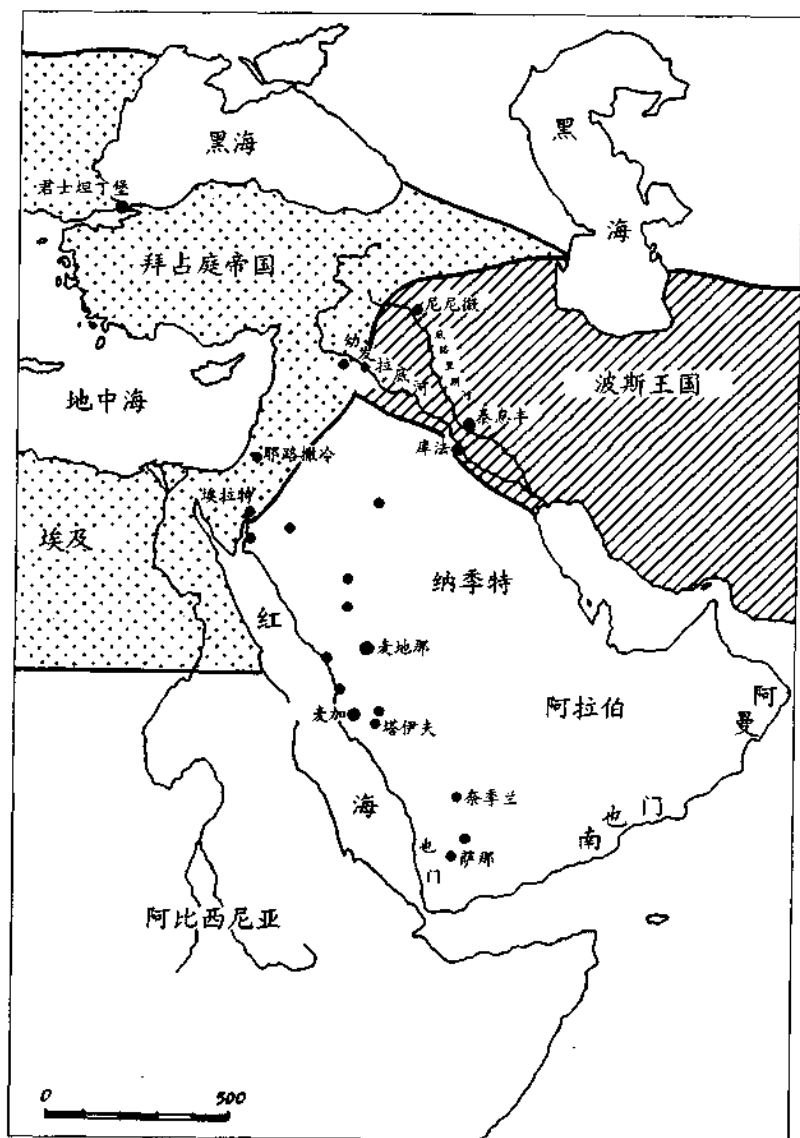 黑海
黑
海
君士坦丁堡
拜占庭帝国
尼尼微
底格里斯河
幼发拉底河
波斯王国
地中海
泰息丰
库法
耶路撒冷
埃拉特
埃及
纳季特
红
海
麦地那
阿拉伯
阿曼
麦加
塔伊夫
奈季兰
南也门
也门
萨那
阿比西尼亚
0 500